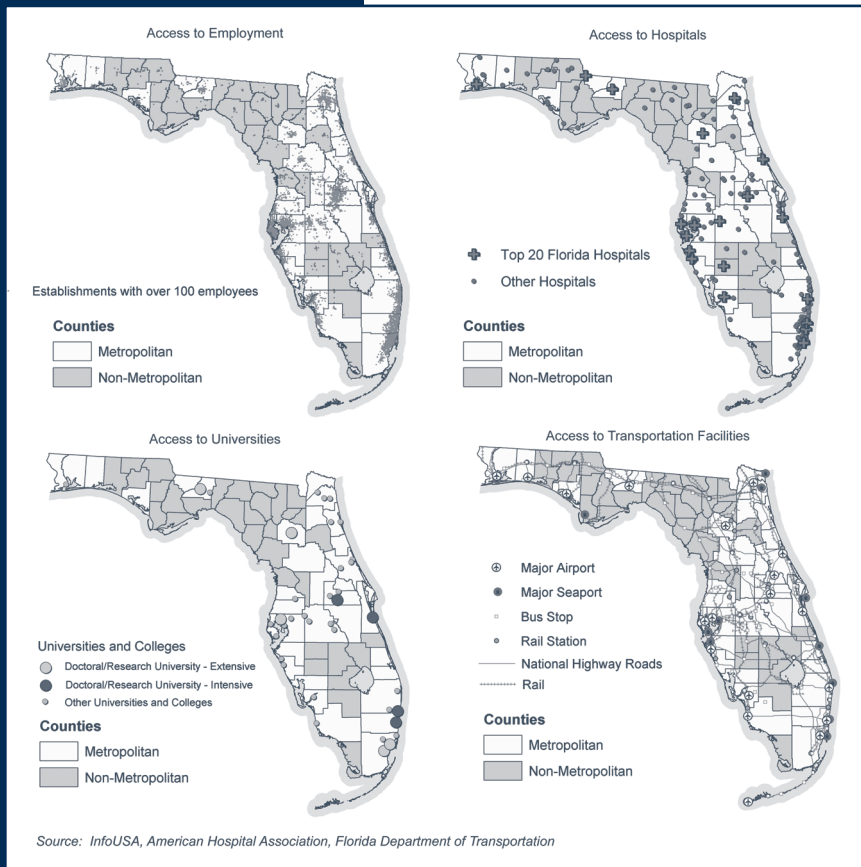 Access to Employment
Establishments with over 100 employees
Counties
Metropolitan
Non-Metropolitan
Access to Hospitals
Top 20 Florida Hospitals
Other Hospitals
Counties
Metropolitan
Non-Metropolitan
Access to Universities
Universities and Colleges
Doctoral/Research University - Extensive
Doctoral/Research University - Intensive
Other Universities and Colleges
Counties
Metropolitan
Non-Metropolitan
Access to Transportation Facilities
Major Airport
Major Seaport
Bus Stop
Rail Station
National Highway Roads
Rail
Counties
Metropolitan
Non-Metropolitan
Source: InfoUSA, American Hospital Association, Florida Department of Transportation